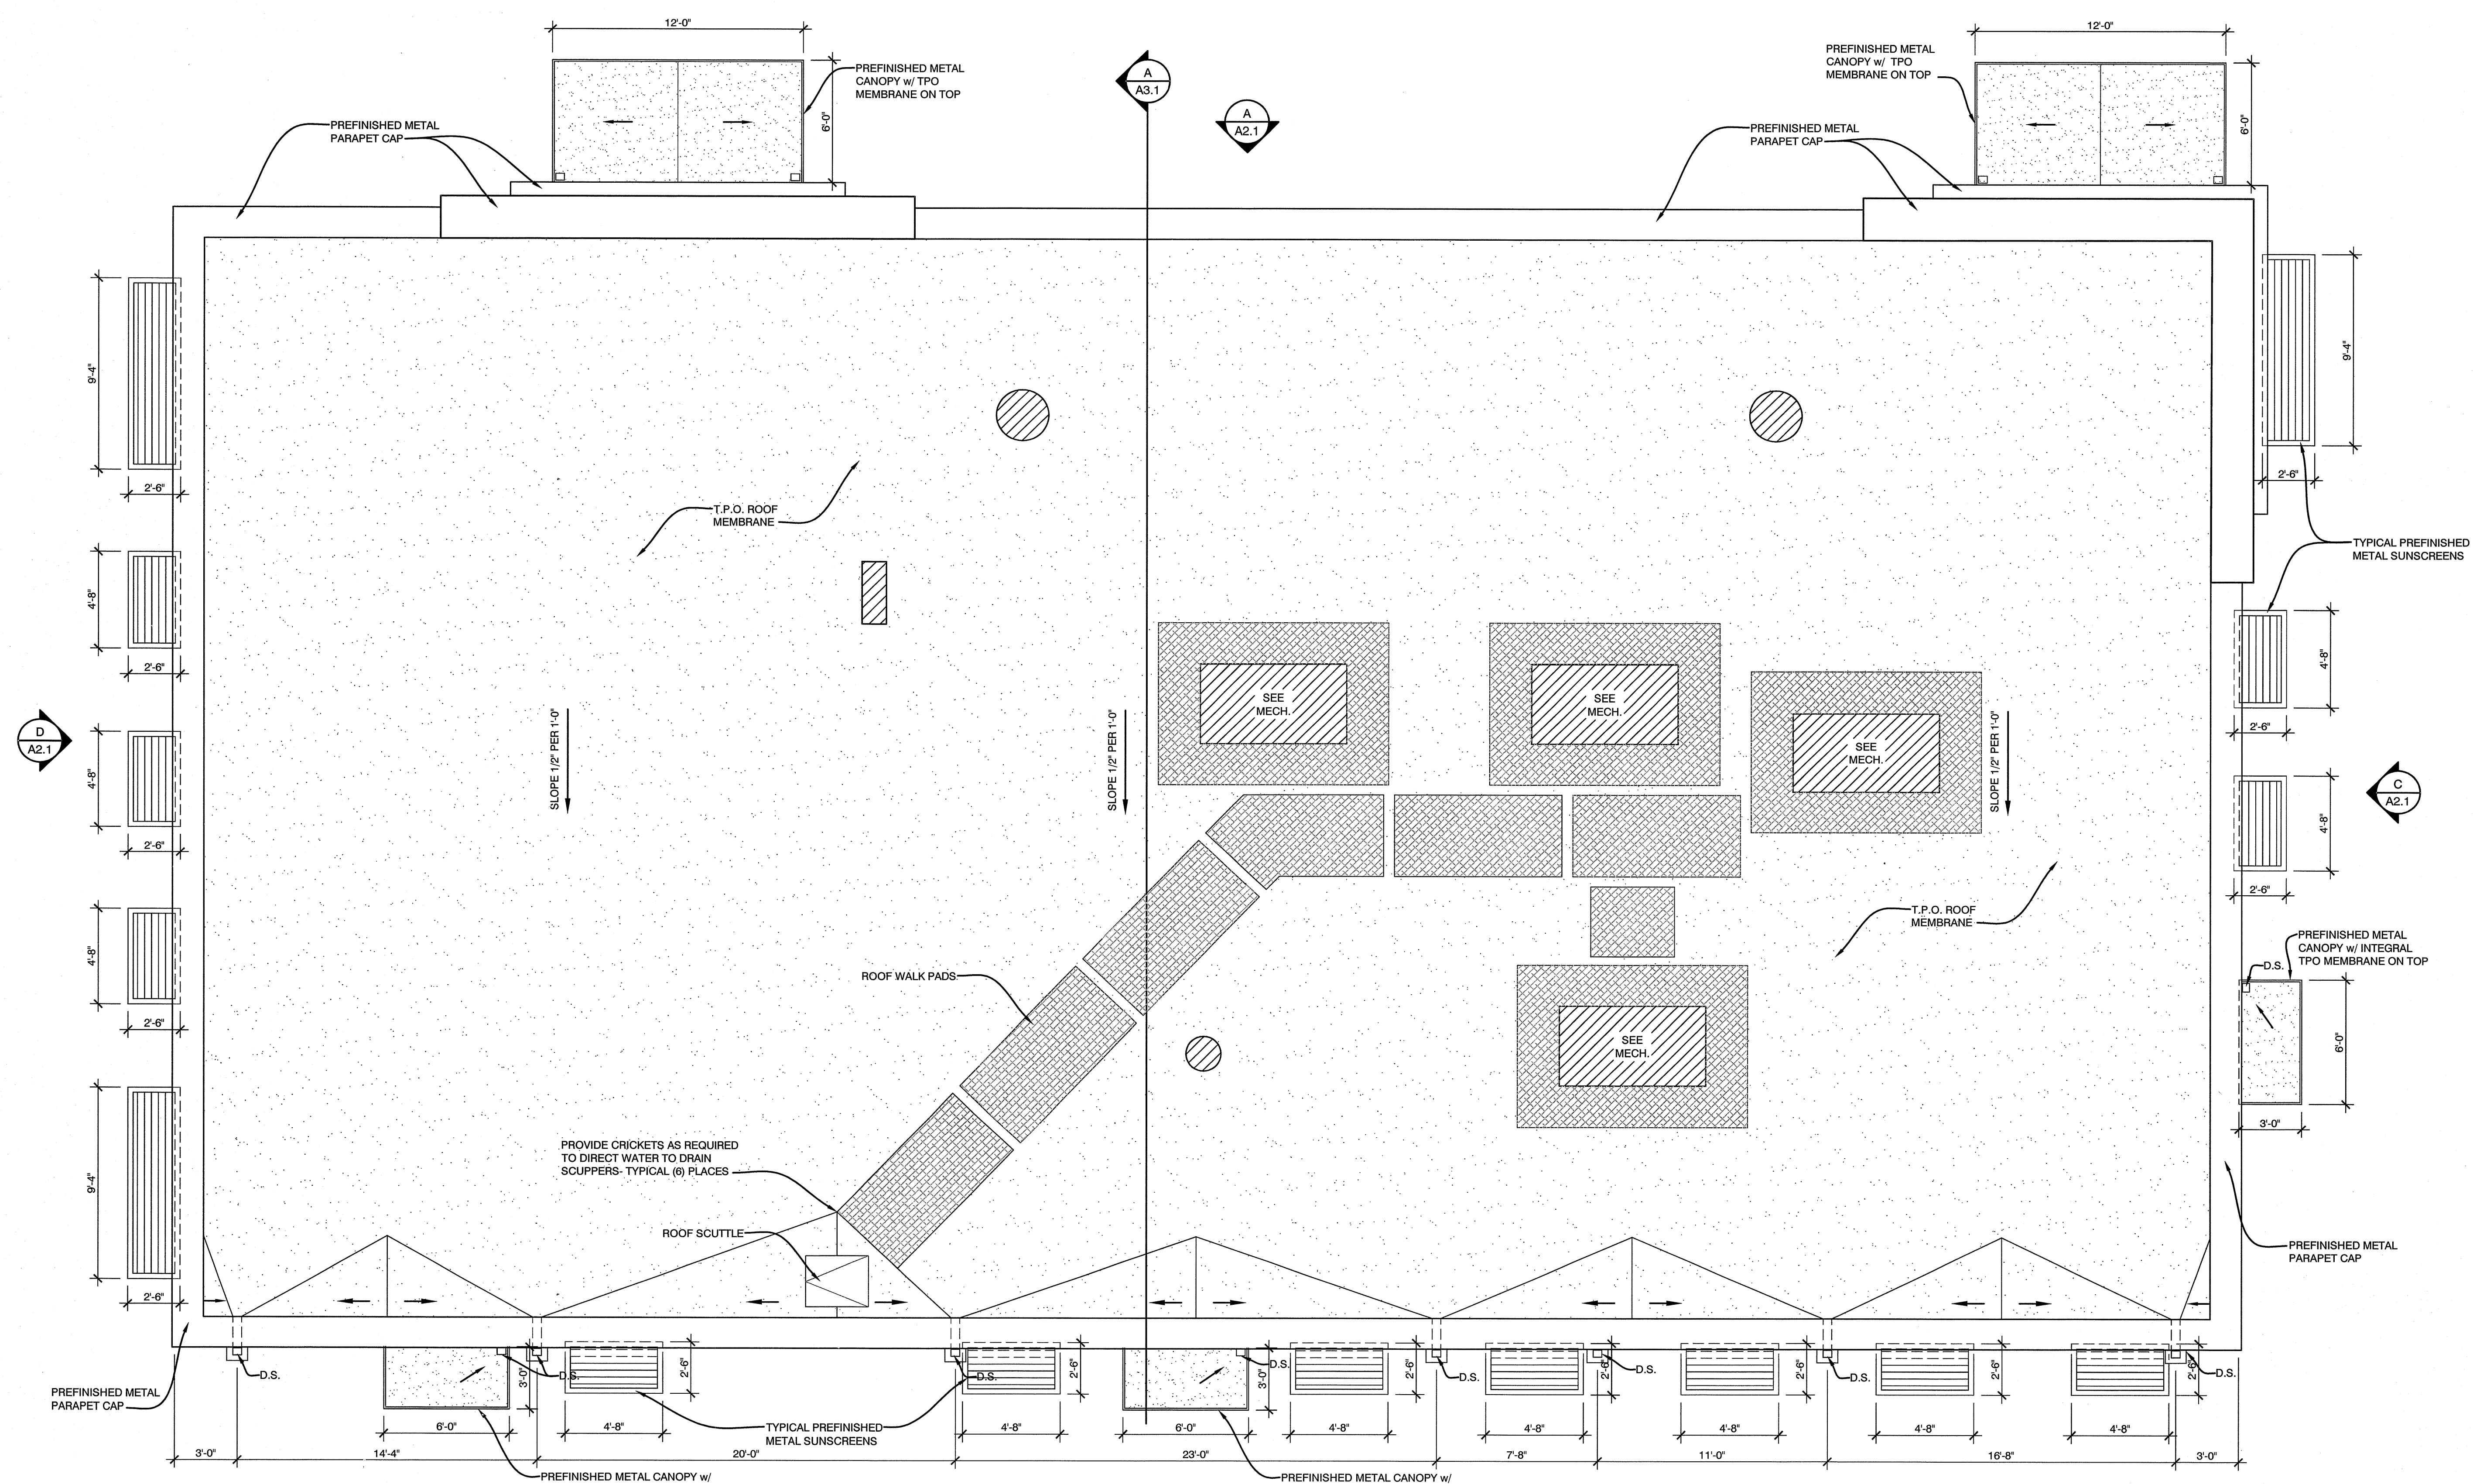 12'-0"
12'-0"
PREFINISHED METAL
CANOPY w/ TPO
MEMBRANE ON TOP
6'-0"
A
A3.1
A
A2.1
PREFINISHED METAL
CANOPY w/ TPO
MEMBRANE ON TOP
6'-0"
PREFINISHED METAL
PARAPET CAP
PREFINISHED METAL
PARAPET CAP
9'-4"
2'-6"
9'-4"
2'-6"
T.P.O. ROOF
MEMBRANE
TYPICAL PREFINISHED
METAL SUNSCREENS
4'-8"
2'-6"
4'-8"
2'-6"
D
A2.1
4'-8"
2'-6"
SLOPE 1/2" PER 1'-0"
SLOPE 1/2" PER 1'-0"
SEE
MECH.
SEE
MECH.
SEE
MECH.
SLOPE 1/2" PER 1'-0"
4'-8"
2'-6"
C
A2.1
4'-8"
2'-6"
T.P.O. ROOF
MEMBRANE
PREFINISHED METAL
CANOPY w/ INTEGRAL
TPO MEMBRANE ON TOP
D.S.
6'-0"
3'-0"
ROOF WALK PADS
SEE
MECH.
9'-4"
2'-6"
PROVIDE CRICKETS AS REQUIRED
TO DIRECT WATER TO DRAIN
SCUPPERS- TYPICAL (6) PLACES
ROOF SCUTTLE
PREFINISHED METAL
PARAPET CAP
PREFINISHED METAL
PARAPET CAP
D.S.
D.S.
3'-0"
2'-6"
D.S.
2'-6"
D.S.
3'-0"
2'-6"
D.S.
2'-6"
D.S.
2'-6"
D.S.
2'-6"
2'-6"
D.S.
6'-0"
4'-8"
TYPICAL PREFINISHED
METAL SUNSCREENS
4'-8"
6'-0"
4'-8"
4'-8"
4'-8"
4'-8"
4'-8"
3'-0"
14'-4"
20'-0"
23'-0"
7'-8"
11'-0"
16'-8"
3'-0"
PREFINISHED METAL CANOPY w/
PREFINISHED METAL CANOPY w/